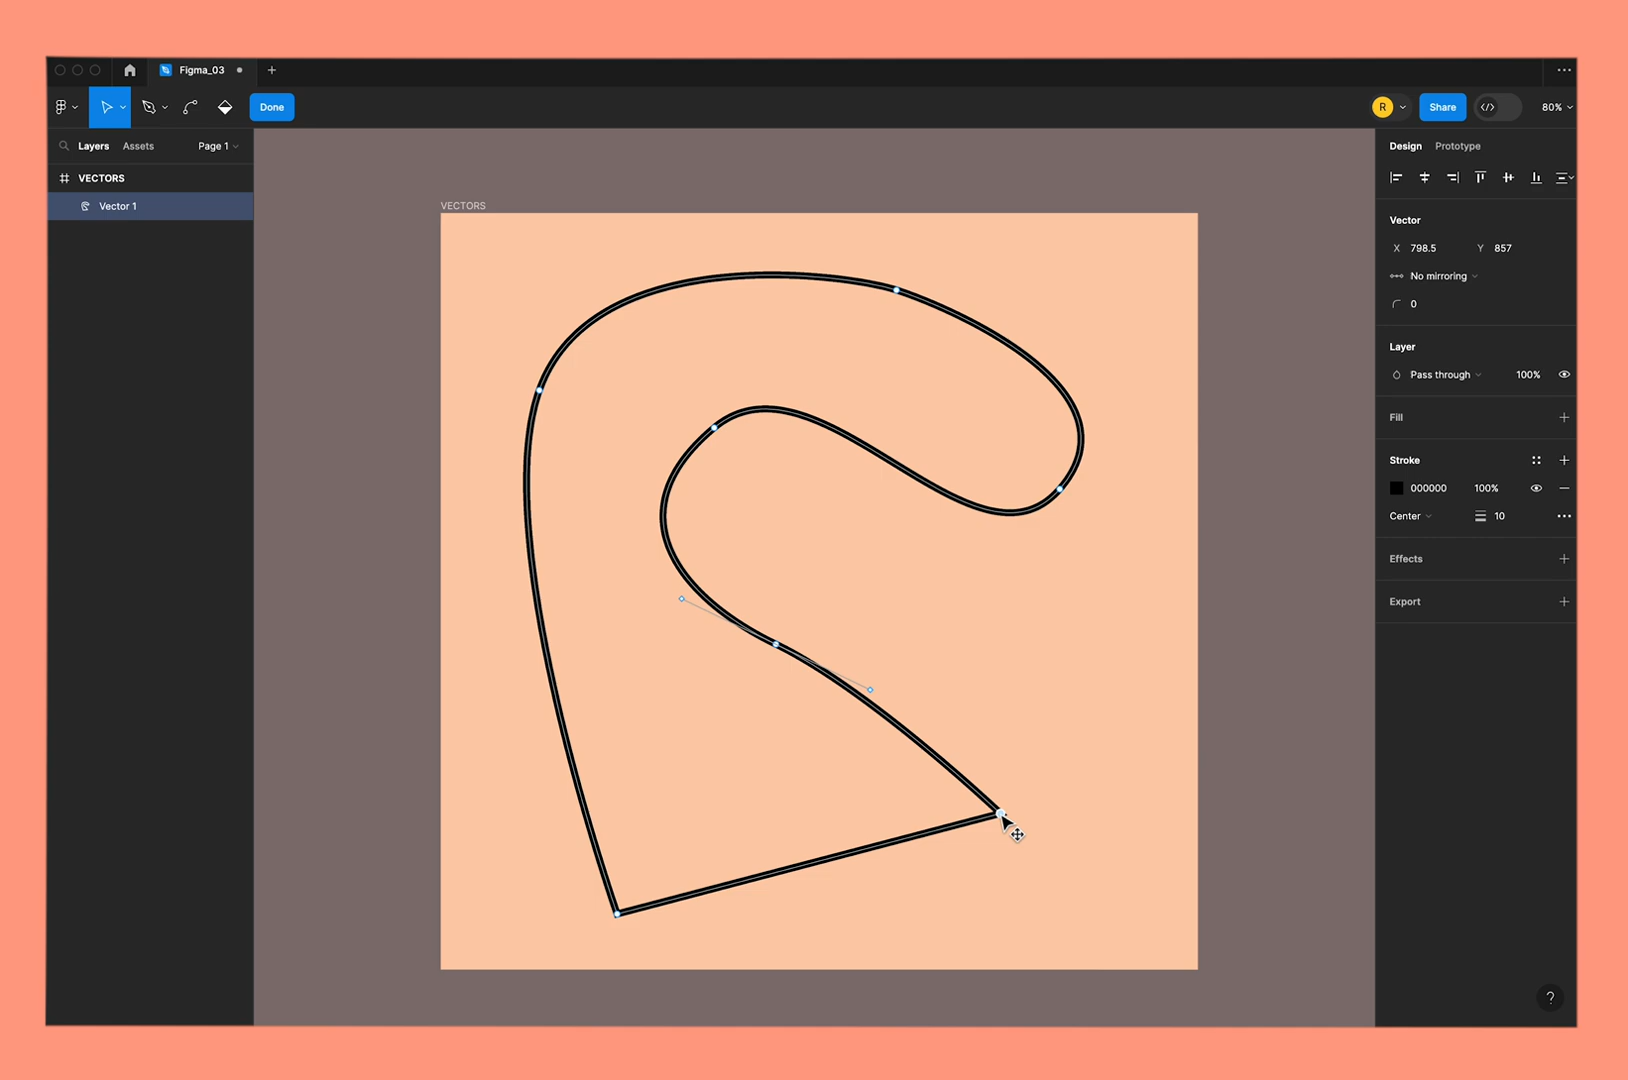 Figma_03
Done
R
Share
80%
Layers
Assets
Page 1
Design
Prototype
VECTORS
Vector 1
VECTORS
Vector
X 798.5
Y 857
No mirroring
0
Layer
Pass through
100%
Fill
Stroke
000000
100%
Center
10
Effects
Export
?